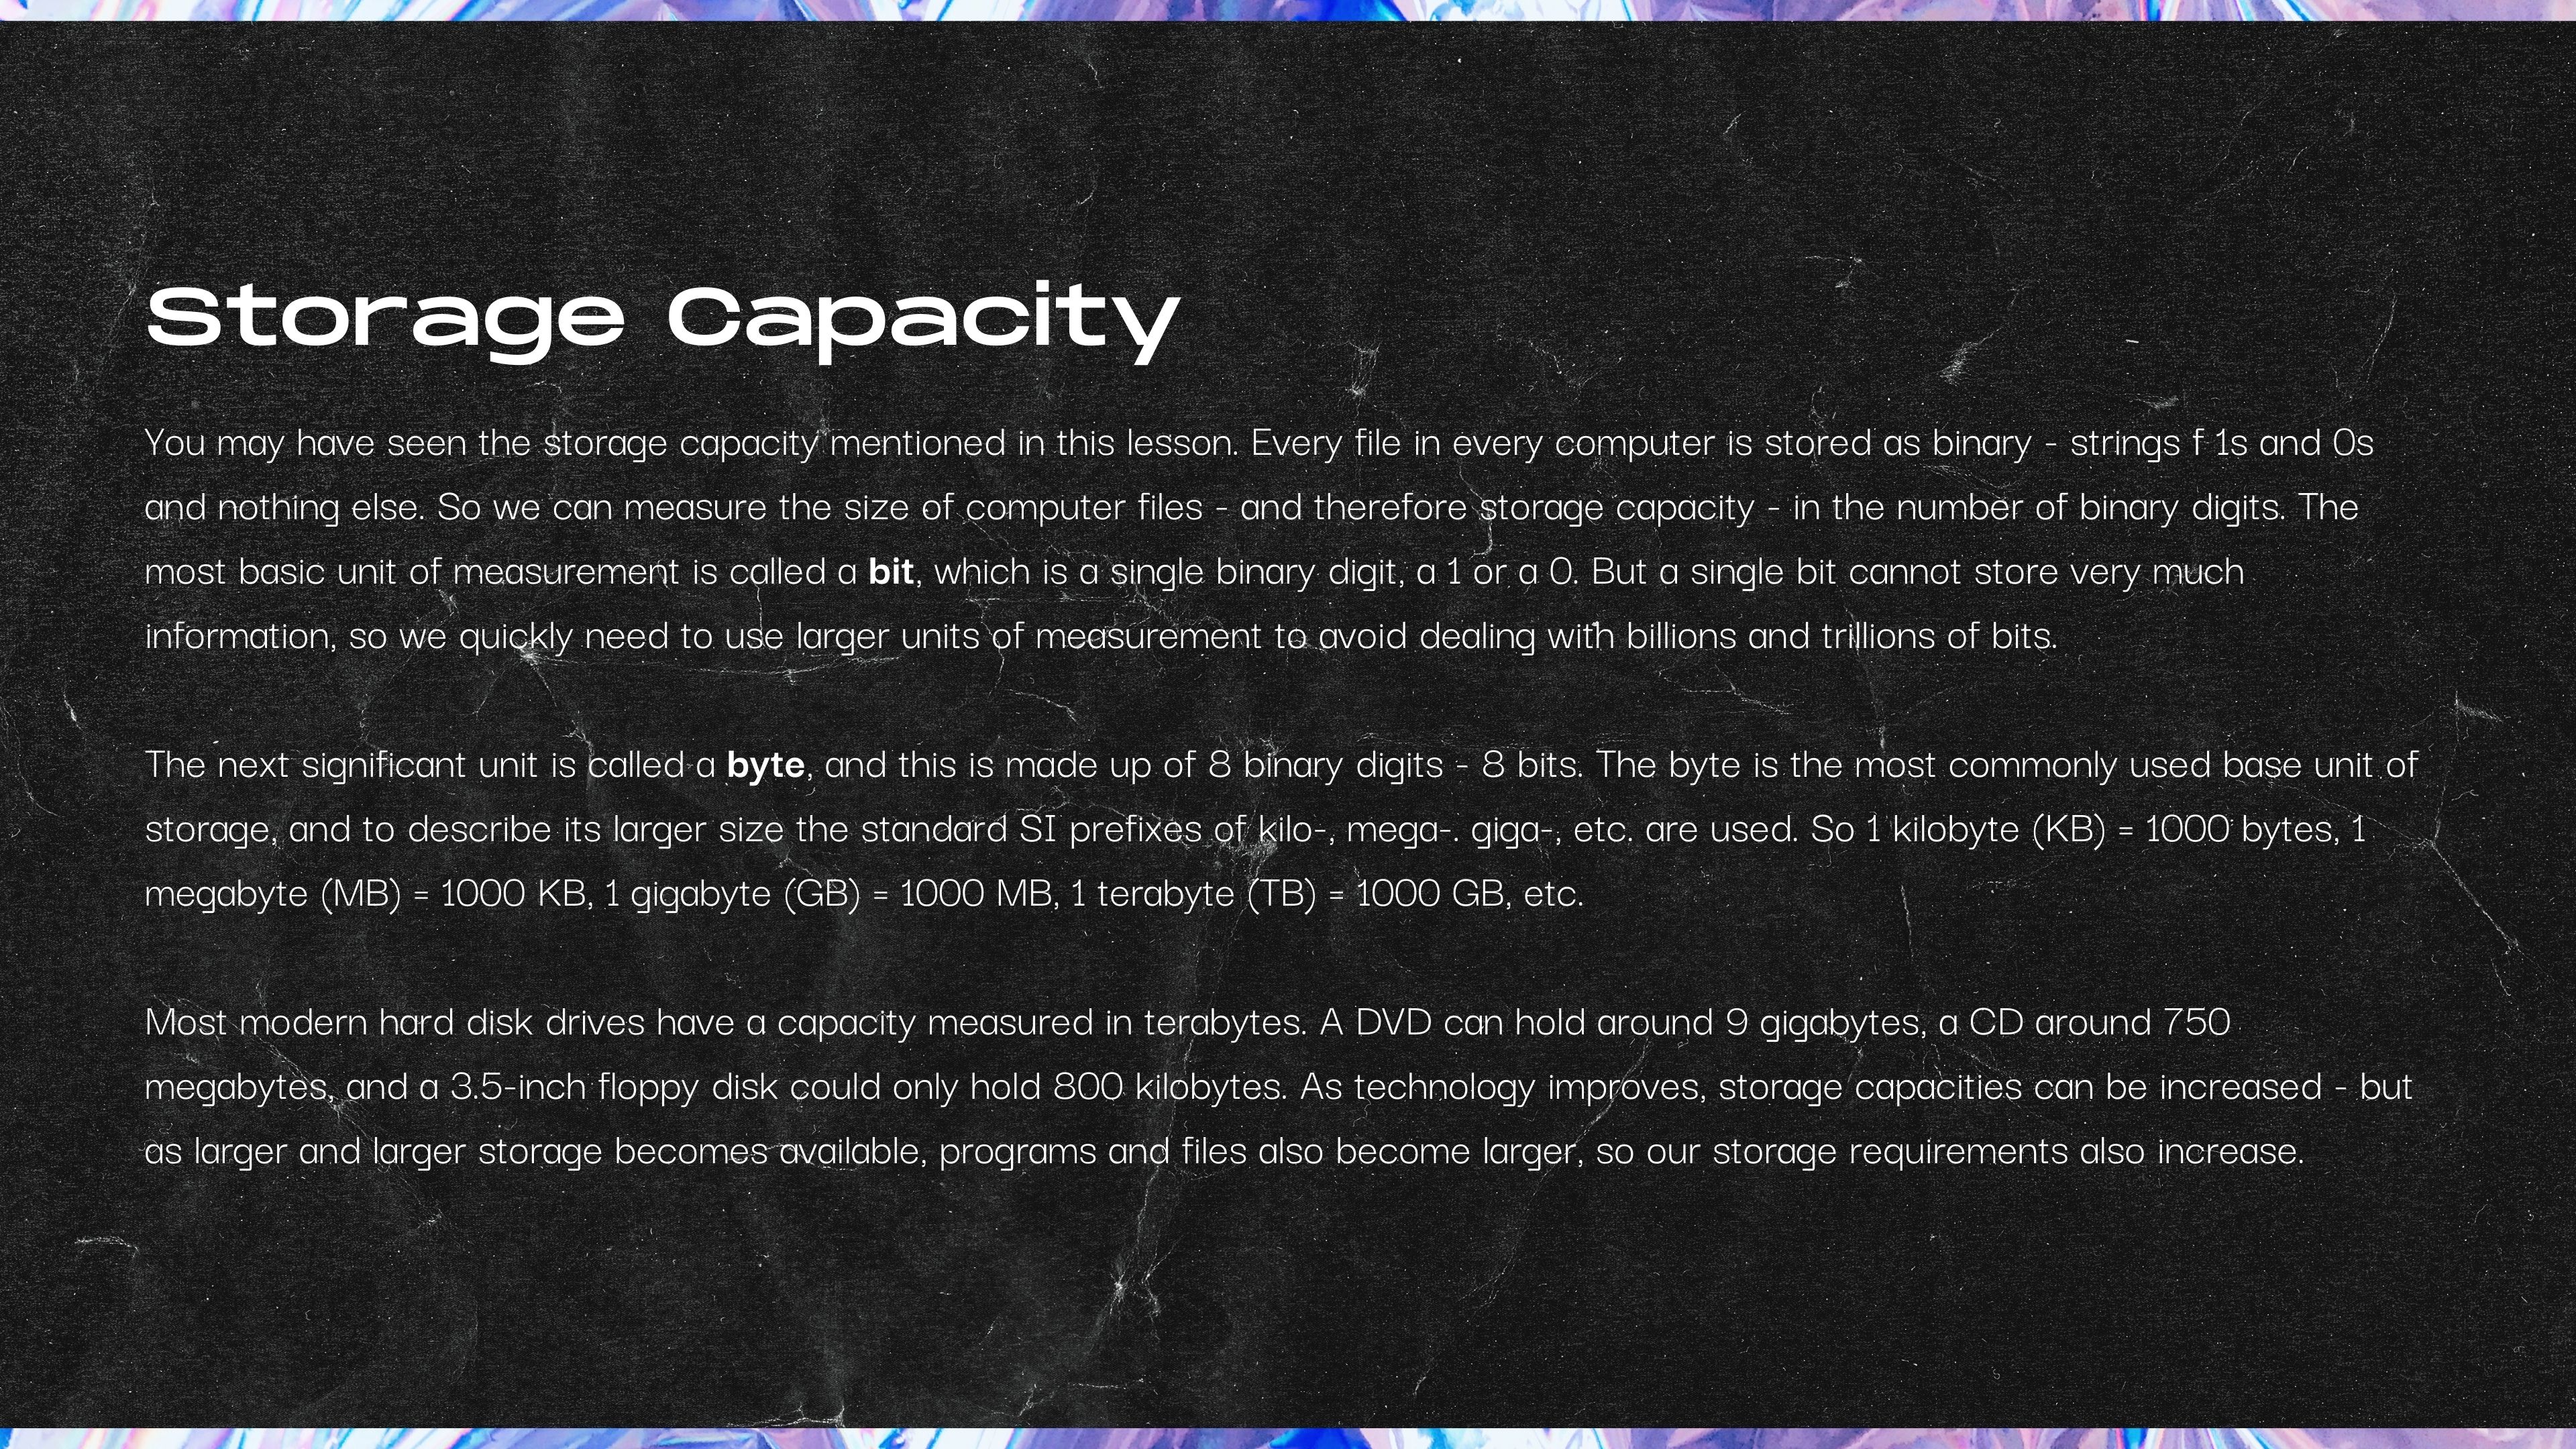 Storage Capacity
You may have seen the storage capacity mentioned in this lesson. Every file in every computer is stored as binary - strings f 1s and 0s
and nothing else. So we can measure the size of computer files - and therefore storage capacity - in the number of binary digits. The
most basic unit of measurement is called a bit, which is a single binary digit, a 1 or a 0. But a single bit cannot store very much
information, so we quickly need to use larger units of measurement to avoid dealing with billions and trillions of bits.
The next significant unit is called a byte, and this is made up of 8 binary digits - 8 bits. The byte is the most commonly used base unit of
storage, and to describe its larger size the standard SI prefixes of kilo-, mega-. giga-, etc. are used. So 1 kilobyte (KB) = 1000 bytes, 1
megabyte (MB) = 1000 KB, 1 gigabyte (GB) = 1000 MB, 1 terabyte (TB) = 1000 GB, etc.
Most modern hard disk drives have a capacity measured in terabytes. A DVD can hold around 9 gigabytes, a CD around 750
megabytes, and a 3.5-inch floppy disk could only hold 800 kilobytes. As technology improves, storage capacities can be increased - but
as larger and larger storage becomes available, programs and files also become larger, so our storage requirements also increase.